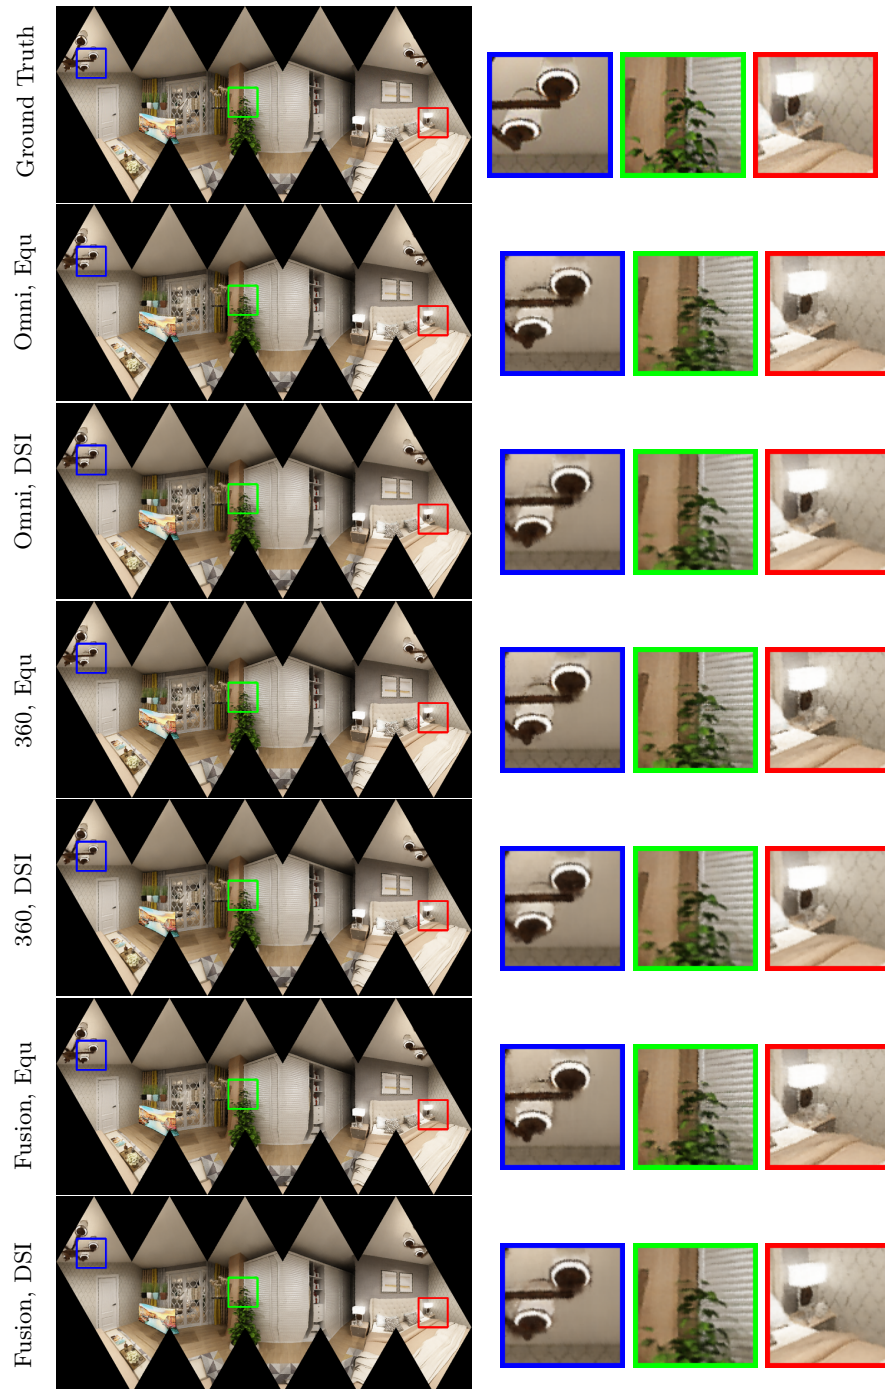 Ground Truth
Omni, Equ
Omni, DSI
360, Equ
360, DSI
Fusion, Equ
Fusion, DSI